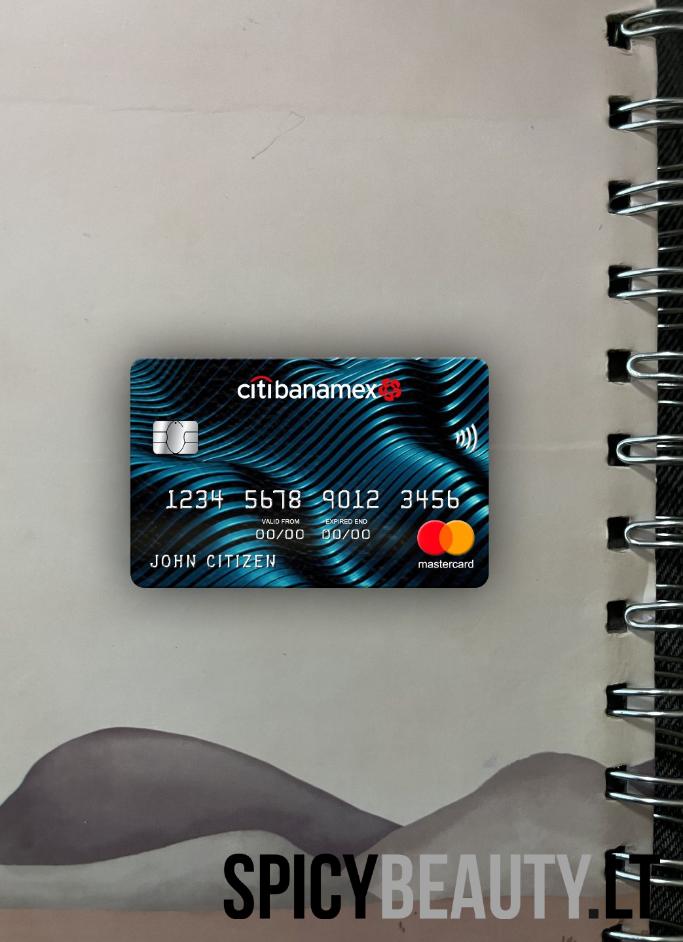 citibanamex
1234 5678 9012 3456
VALID FROM EXPIRED END
00/00 00/00
JOHN CITIZEN
mastercard
SPICYBEAUTY.LT